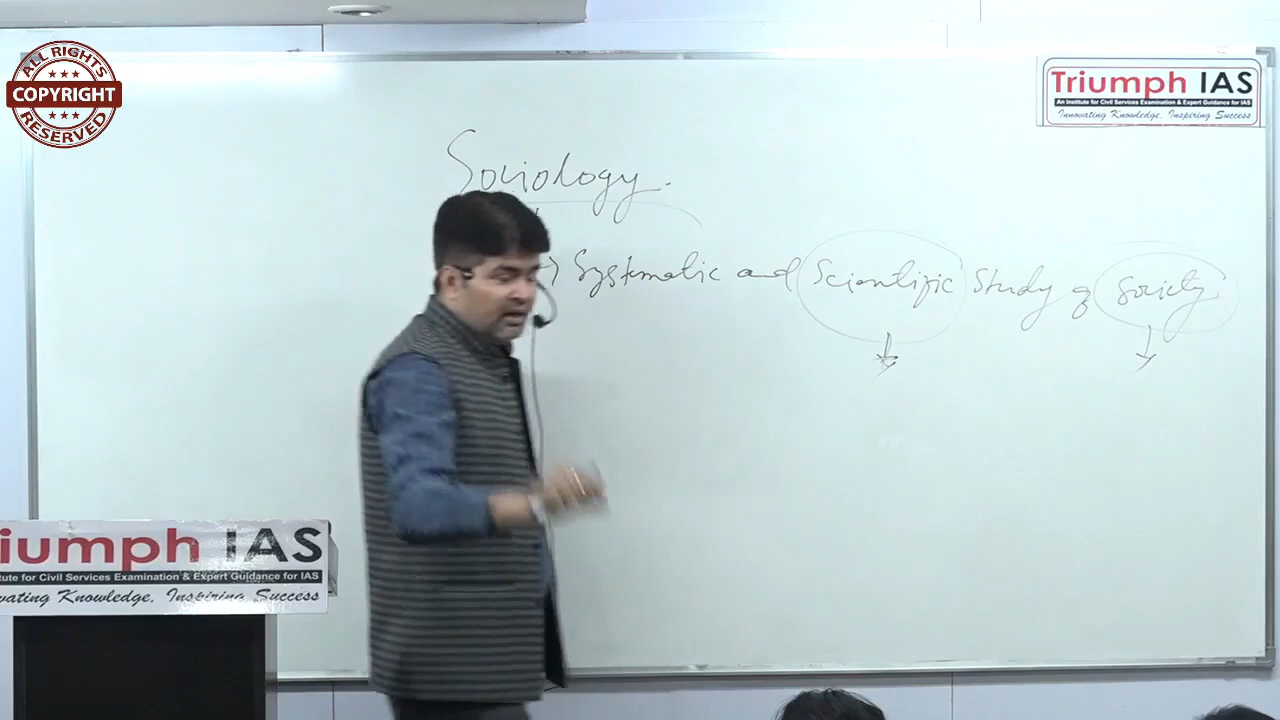 ALL RIGHTS
COPYRIGHT
RESERVED
Triumph IAS
An Institute for Civil Services Examination & Expert Guidance for IAS
Innovating Knowledge, Inspiring Success
Sociology.
Systematic and Scientific Study of Society
iumph IAS
tute for Civil Services Examination & Expert Guidance for IAS
vating Knowledge, Inspiring Success